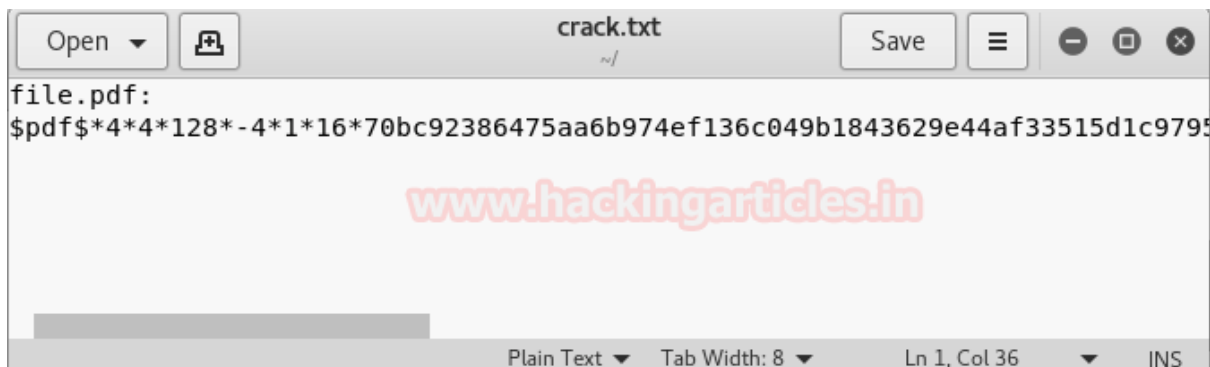 Open
crack.txt
~/
Save
file.pdf:
$pdf$*4*4*128*-4*1*16*70bc92386475aa6b974ef136c049b1843629e44af33515d1c9795
www.hackingarticles.in
Plain Text Tab Width: 8 Ln 1, Col 36 INS